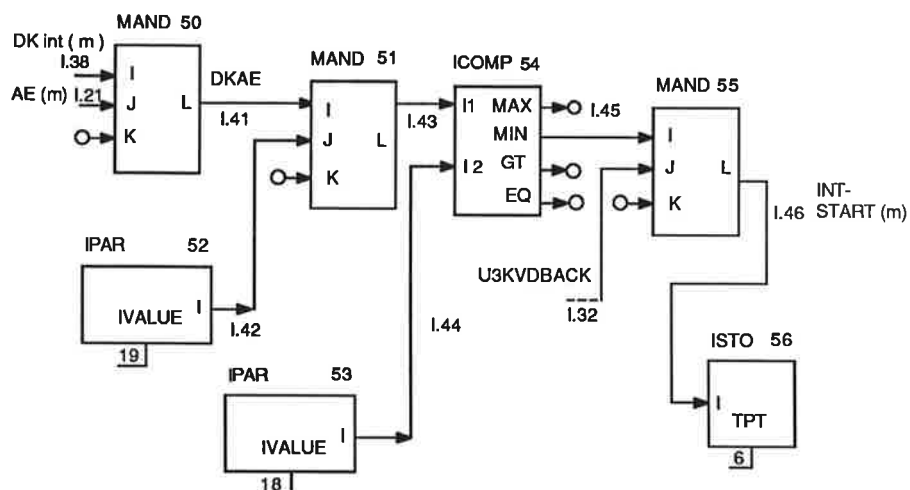 MAND 50
DK int ( m )
I.38
I
AE (m) I.21
J
L
K
DKAE
I.41
MAND 51
I
J
L
K
I.43
ICOMP 54
I1
MAX
MIN
I 2
GT
EQ
I.45
MAND 55
I
J
L
K
I.46
INT-
START (m)
U3KVDBACK
I.32
IPAR 52
I
IVALUE
19
I.42
IPAR 53
I
IVALUE
18
I.44
ISTO 56
I
TPT
6